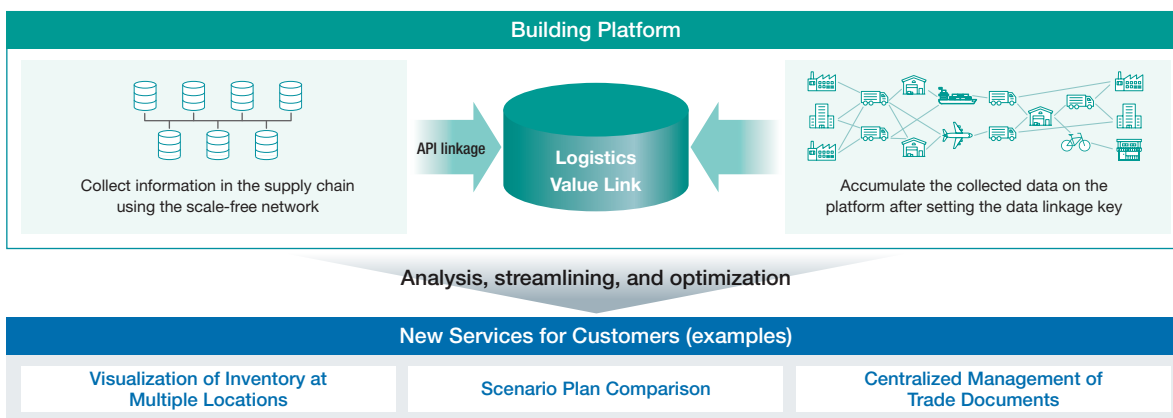 Building Platform
Collect information in the supply chain
using the scale-free network
API linkage
Logistics
Value Link
Accumulate the collected data on the
platform after setting the data linkage key
Analysis, streamlining, and optimization
New Services for Customers (examples)
Visualization of Inventory at
Multiple Locations
Scenario Plan Comparison
Centralized Management of
Trade Documents